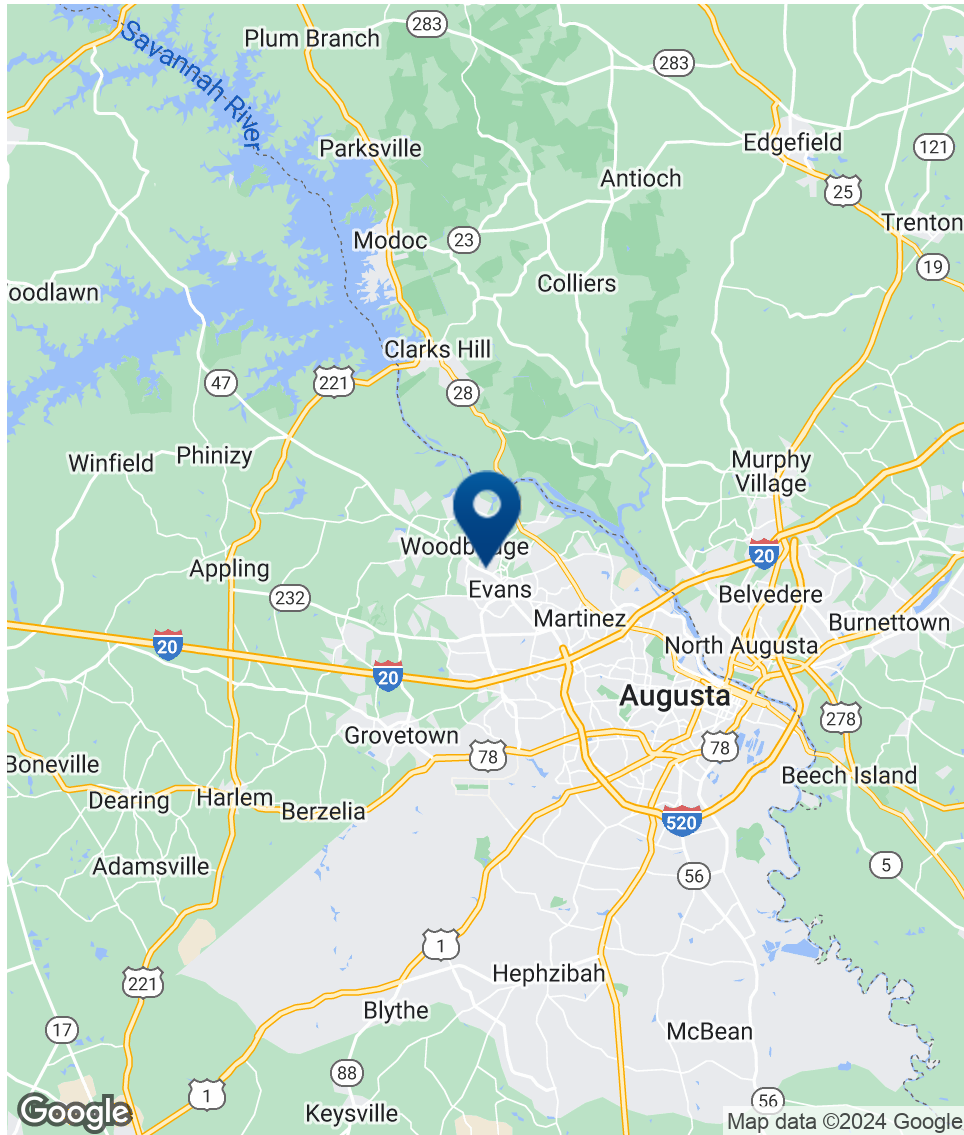 283
Plum Branch
Savannah River
283
Parksville
Edgefield
121
Antioch
25
Trenton
Modoc
23
19
Colliers
oodlawn
Clarks Hill
47
221
28
Winfield
Phinizy
Murphy
Village
Woodbridge
20
Appling
Evans
232
Belvedere
Martinez
Burnettown
20
North Augusta
20
Augusta
278
Grovetown
78
78
Boneville
Beech Island
Dearing
Harlem
Berzelia
520
Adamsville
5
56
1
221
Hephzibah
Blythe
17
McBean
88
1
56
Keysville
Google
Map data ©2024 Google